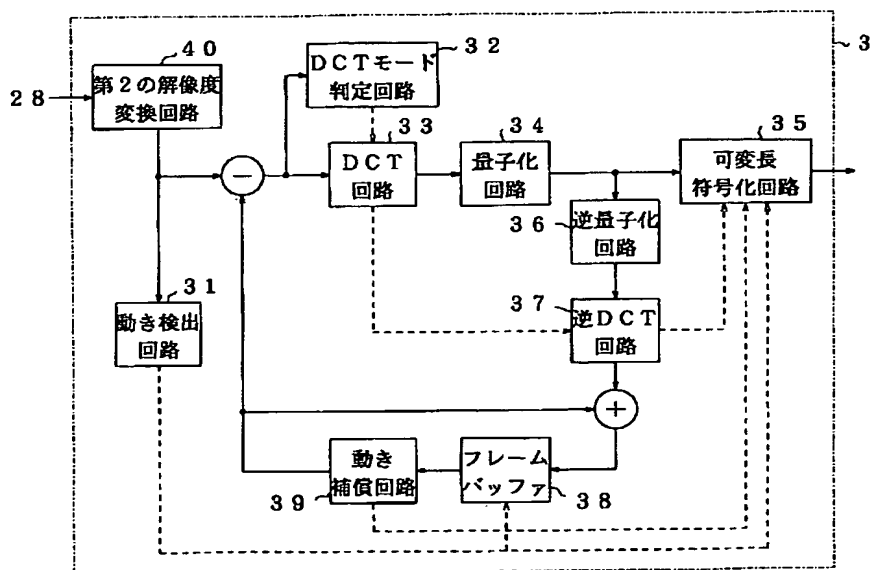 40
第2の解像度
変換回路
28
32
DCTモード
判定回路
3
33
DCT
回路
34
量子化
回路
35
可変長
符号化回路
−
36
逆量子化
回路
31
動き検出
回路
37
逆DCT
回路
+
動き
補償回路
39
フレーム
バッファ
38